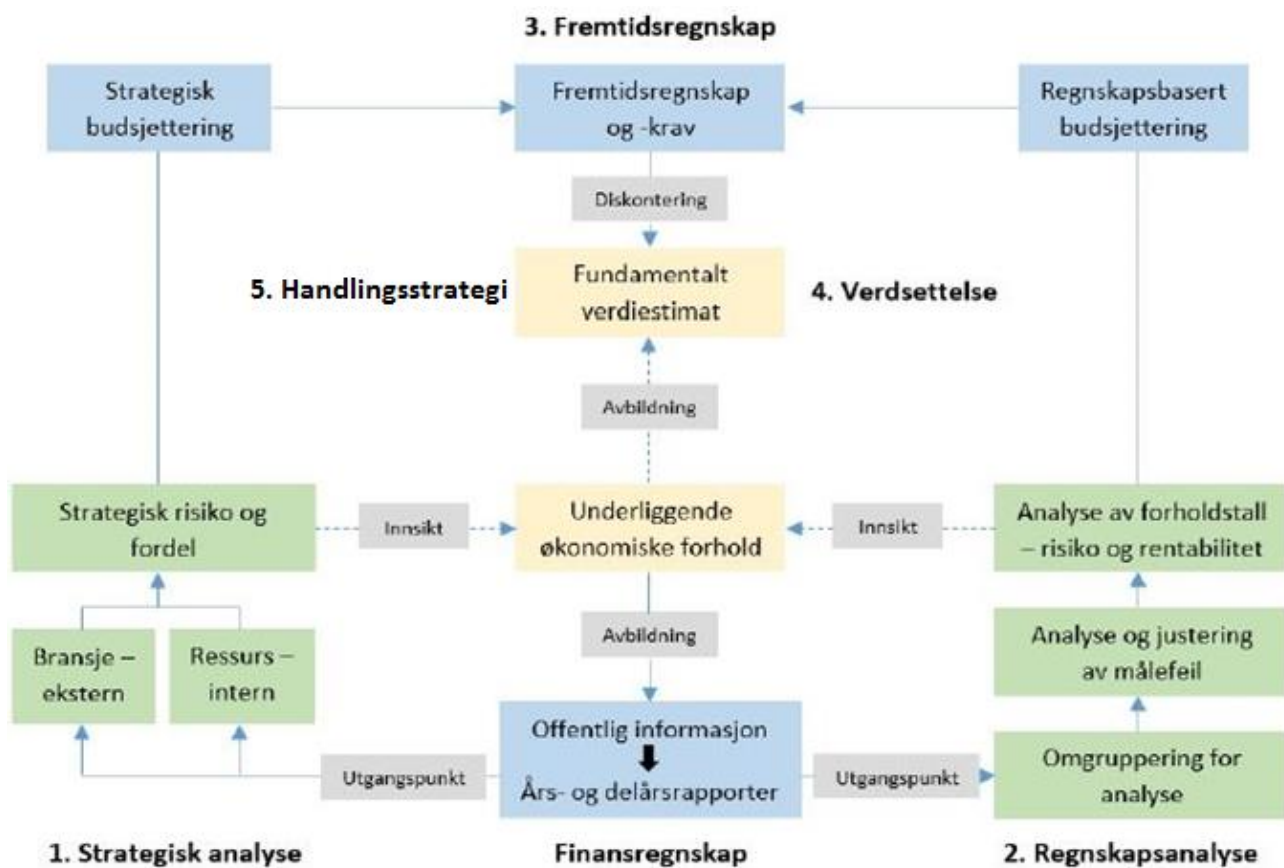 3. Fremtidsregnskap
Strategisk
budsjettering
Fremtidsregnskap
og -krav
Regnskapsbasert
budsjettering
Diskontering
5. Handlingsstrategi
Fundamentalt
verdiestimat
4. Verdsettelse
Avbildning
Strategisk risiko og
fordel
Innsikt
Underliggende
økonomiske forhold
Innsikt
Analyse av forholdstall
– risiko og rentabilitet
Bransje –
ekstern
Ressurs –
intern
Avbildning
Analyse og justering
av målefeil
Offentlig informasjon
Års- og delårsrapporter
Utgangspunkt
Utgangspunkt
Omgruppering for
analyse
1. Strategisk analyse
Finansregnskap
2. Regnskapsanalyse